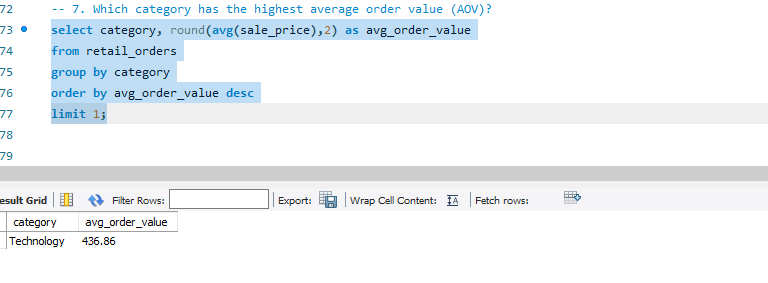 72 -- 7. Which category has the highest average order value (AOV)?
73 select category, round(avg(sale_price),2) as avg_order_value
74 from retail_orders
75 group by category
76 order by avg_order_value desc
77 limit 1;
78
79
esult Grid Filter Rows: Export: Wrap Cell Content: IA Fetch rows:
category avg_order_value
Technology 436.86